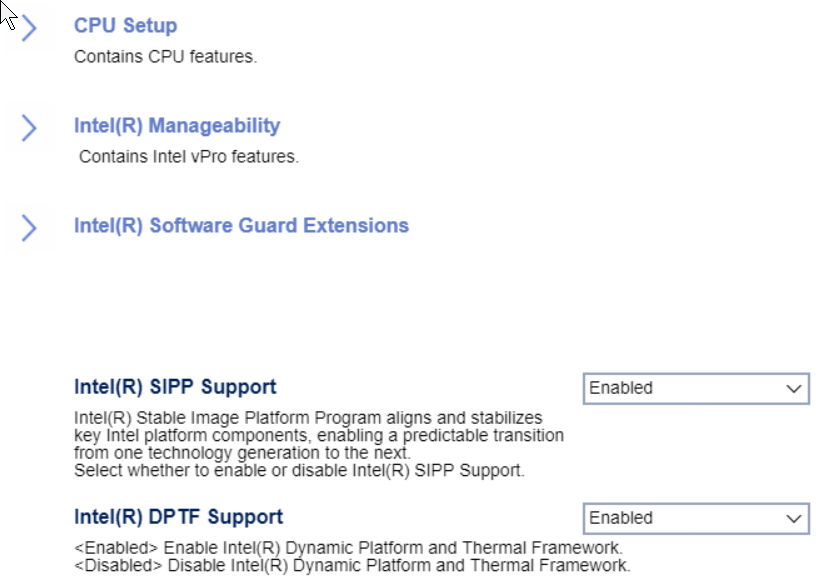 CPU Setup
Contains CPU features.
Intel(R) Manageability
Contains Intel vPro features.
Intel(R) Software Guard Extensions
Intel(R) SIPP Support
Enabled
Intel(R) Stable Image Platform Program aligns and stabilizes
key Intel platform components, enabling a predictable transition
from one technology generation to the next.
Select whether to enable or disable Intel(R) SIPP Support.
Intel(R) DPTF Support
Enabled
<Enabled> Enable Intel(R) Dynamic Platform and Thermal Framework.
<Disabled> Disable Intel(R) Dynamic Platform and Thermal Framework.